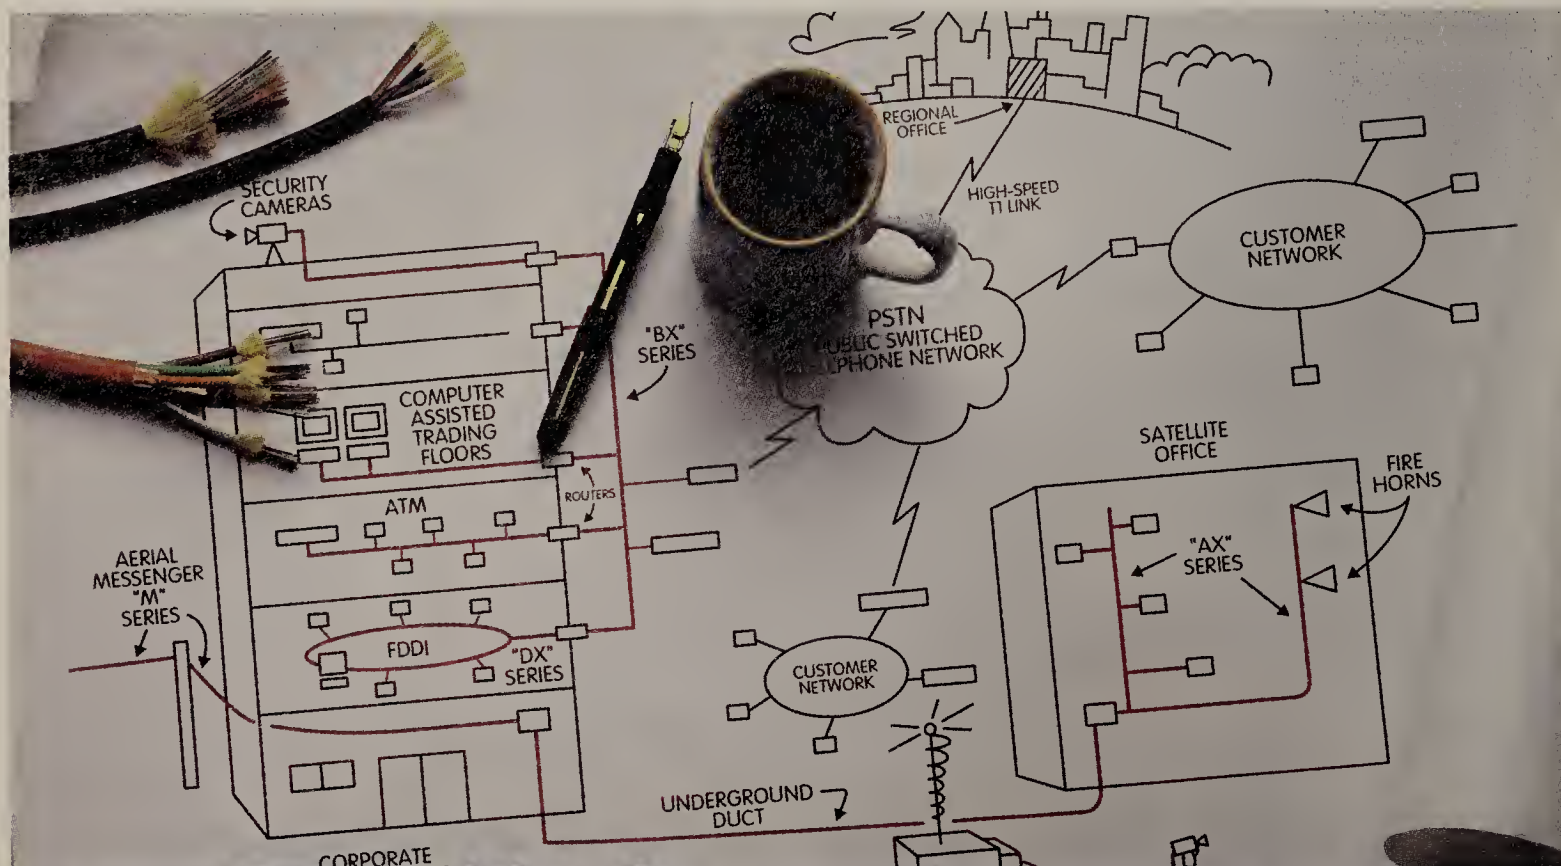 REGIONAL
OFFICE
HIGH-SPEED
T1 LINK
SECURITY
CAMERAS
CUSTOMER
NETWORK
PSTN
SWITCHED
NETWORK
"BX"
SERIES
COMPUTER
ASSISTED
TRADING
FLOORS
ROUTERS
ATM
SATELLITE
OFFICE
FIRE
HORNS
"AX"
SERIES
AERIAL
MESSENGER
"M"
SERIES
FDDI
"DX"
SERIES
CUSTOMER
NETWORK
UNDERGROUND
DUCT
CORPORATE